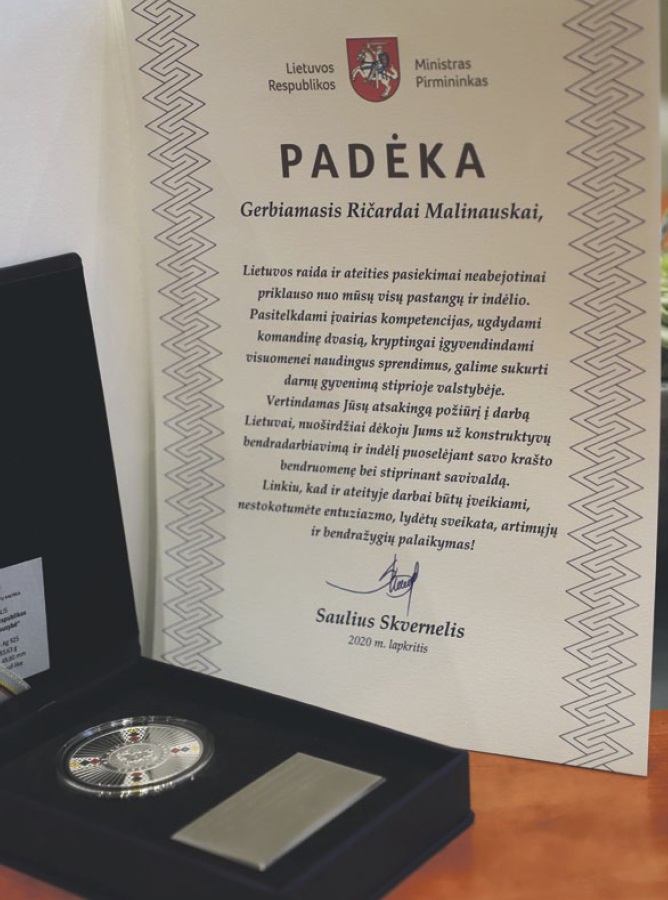 Lietuvos
Respublikos
Ministras
Pirmininkas
PADĖKA
Gerbiamasis Ričardai Malinauskai,
Lietuvos raida ir ateities pasiekimai neabejotinai
priklauso nuo mūsų visų pastangų ir indėlio.
Pasitelkdami įvairias kompetencijas, ugdydami
komandinę dvasią, kryptingai įgyvendindami
visuomenei naudingus sprendimus, galime sukurti
darnų gyvenimą stiprioje valstybėje.
Vertindamas Jūsų atsakingą požiūrį į darbą
Lietuvai, nuoširdžiai dėkoju Jums už konstruktyvų
bendradarbiavimą ir indėlį puoselėjant savo krašto
bendruomenę bei stiprinant savivaldą.
Linkiu, kad ir ateityje darbai būtų įveikiami,
nestokotumėte entuziazmo, lydėtų sveikata, artimųjų
ir bendražygių palaikymas!
Saulius Skvernelis
2020 m. lapkritis
Ag 925